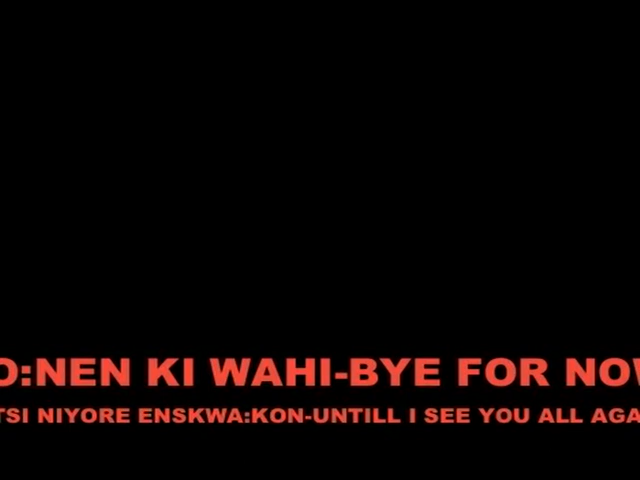 O:NEN KI WAHI-BYE FOR NOW
TSI NIYORE ENSKWA:KON-UNTILL I SEE YOU ALL AGA